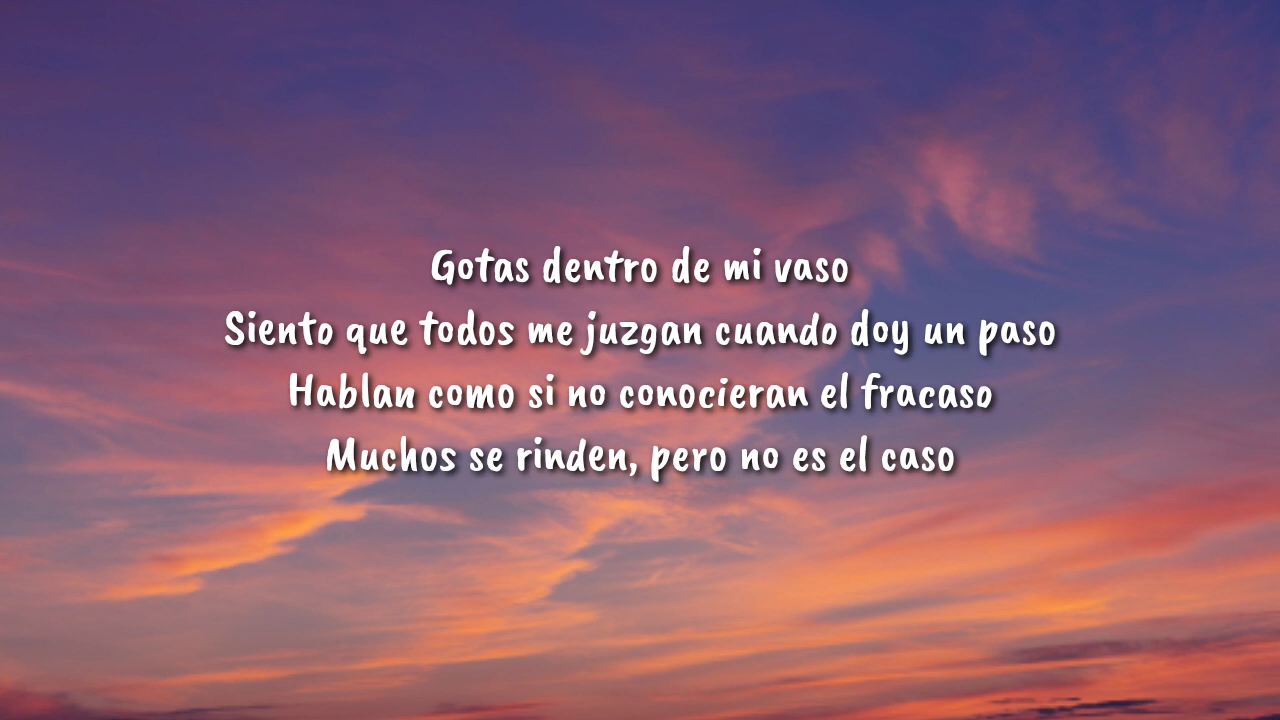 Gotas dentro de mi vaso
Siento que todos me juzgan cuando doy un paso
Hablan como si no conocieran el fracaso
Muchos se rinden, pero no es el caso